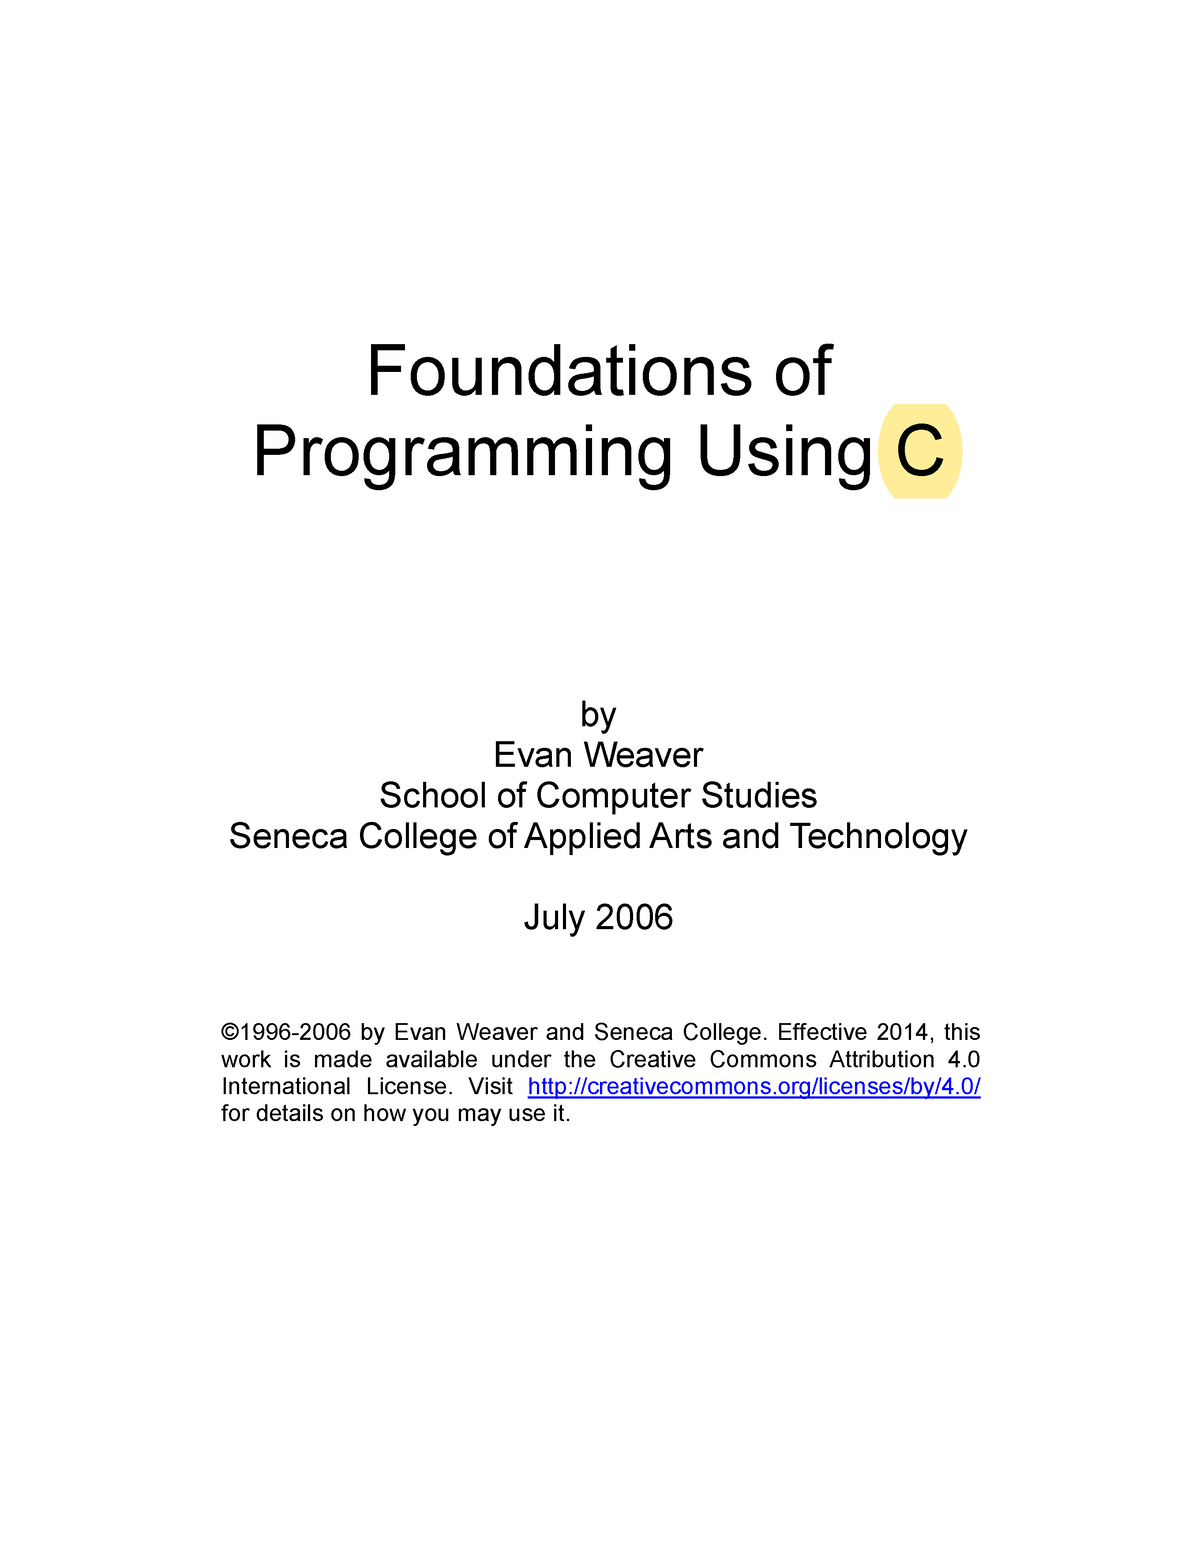 Foundations of
Programming Using C
by
Evan Weaver
School of Computer Studies
Seneca College of Applied Arts and Technology
July 2006
©1996-2006 by Evan Weaver and Seneca College. Effective 2014, this
work is made available under the Creative Commons Attribution 4.0
International License. Visit http://creativecommons.org/licenses/by/4.0/
for details on how you may use it.